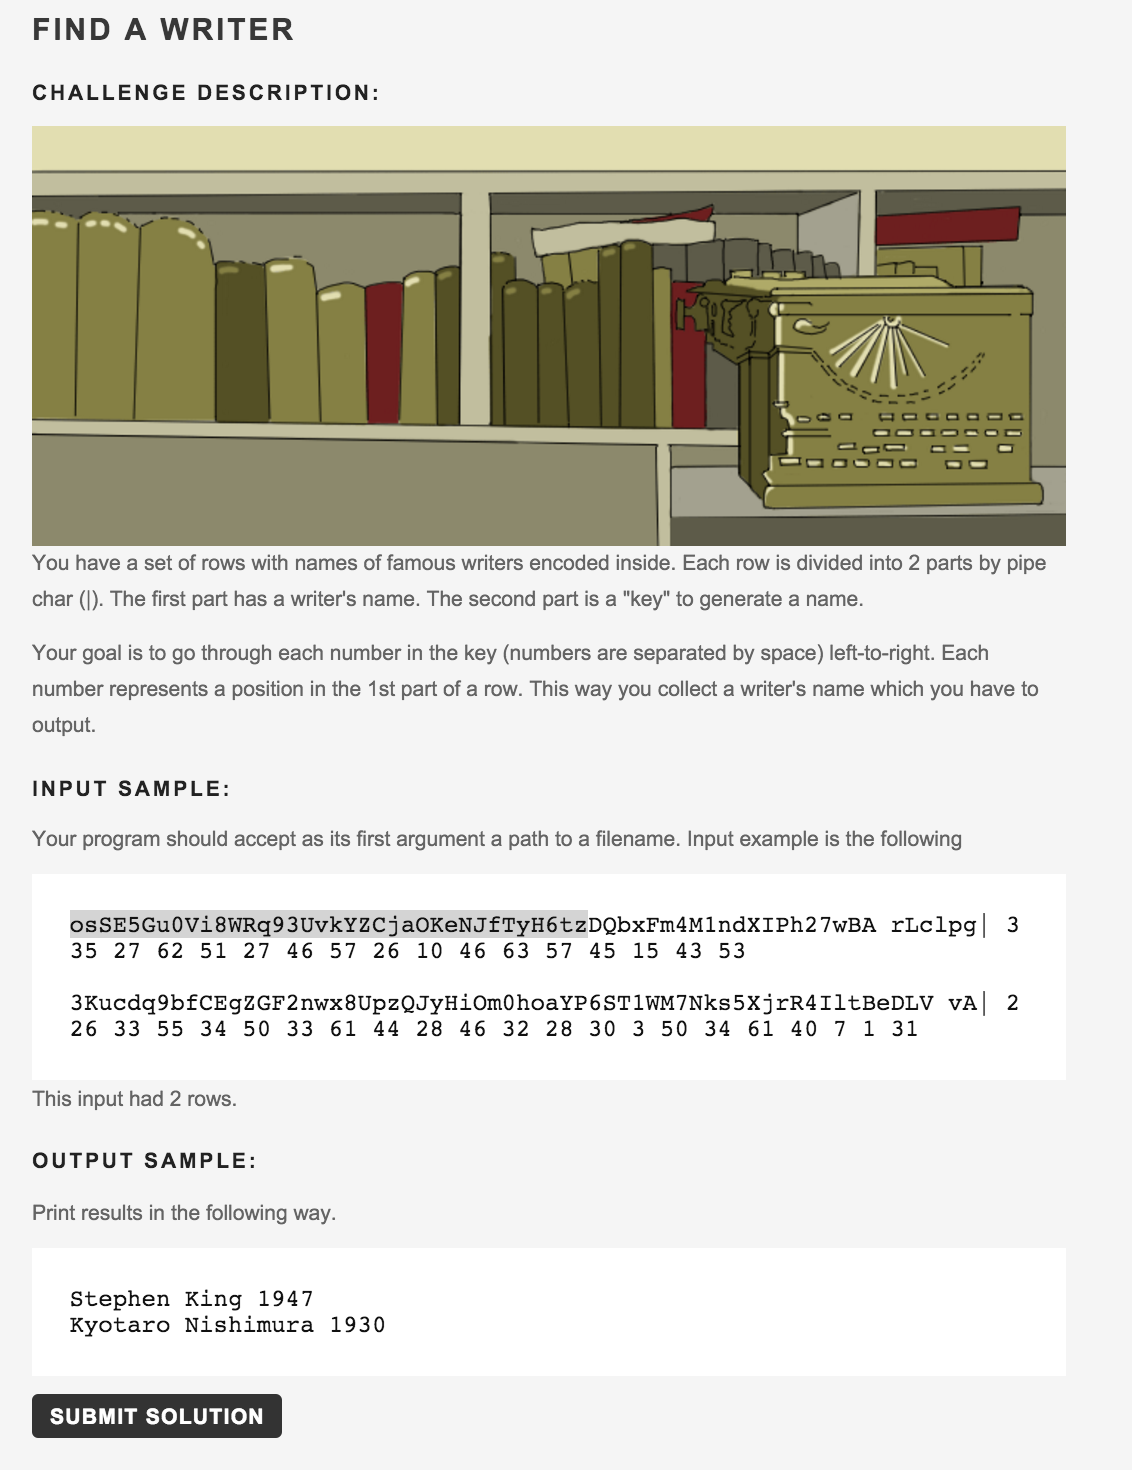 FIND A WRITER
CHALLENGE DESCRIPTION:
You have a set of rows with names of famous writers encoded inside. Each row is divided into 2 parts by pipe
char (|). The first part has a writer's name. The second part is a "key" to generate a name.
Your goal is to go through each number in the key (numbers are separated by space) left-to-right. Each
number represents a position in the 1st part of a row. This way you collect a writer's name which you have to
output.
INPUT SAMPLE:
Your program should accept as its first argument a path to a filename. Input example is the following
osSE5Gu0Vi8WRq93UvkYZCjaOKeNJfTyH6tzDQbxFm4M1ndXIPh27wBA rLclpg| 3
35 27 62 51 27 46 57 26 10 46 63 57 45 15 43 53
3Kucdq9bfCEgZGF2nwx8UpzQJyHiOm0hoaYP6ST1WM7Nks5XjrR4IltBeDLV vA| 2
26 33 55 34 50 33 61 44 28 46 32 28 30 3 50 34 61 40 7 1 31
This input had 2 rows.
OUTPUT SAMPLE:
Print results in the following way.
Stephen King 1947
Kyotaro Nishimura 1930
SUBMIT SOLUTION